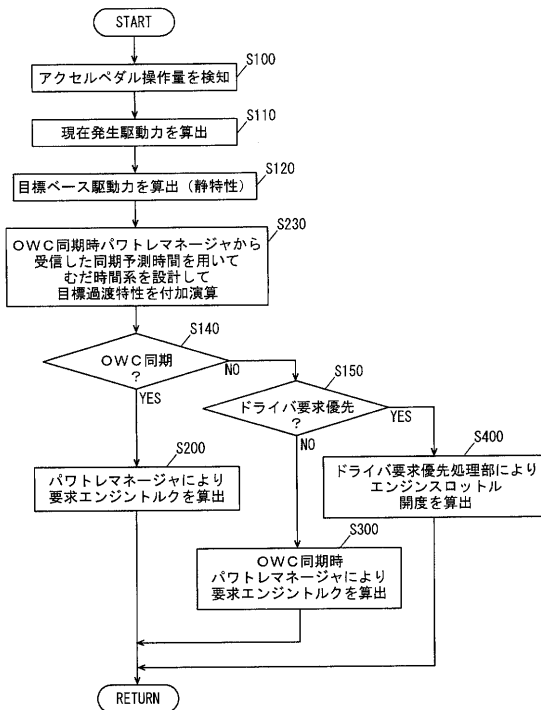 START
S100
アクセルペダル操作量を検知
S110
現在発生駆動力を算出
S120
目標ベース駆動力を算出（静特性）
S230
ＯＷＣ同期時パワトレマネージャから
受信した同期予測時間を用いて
むだ時間系を設計して
目標過渡特性を付加演算
S140
ＯＷＣ同期
？
NO
YES
S150
ドライバ要求優先
？
YES
NO
S200
パワトレマネージャにより
要求エンジントルクを算出
S400
ドライバ要求優先処理部により
エンジンスロットル
開度を算出
S300
ＯＷＣ同期時
パワトレマネージャにより
要求エンジントルクを算出
RETURN